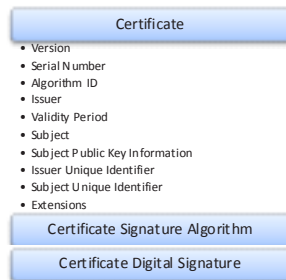 Certificate
• Version
• Serial Number
• Algorithm ID
• Issuer
• Validity Period
• Subject
• Subject Public Key Information
• Issuer Unique Identifier
• Subject Unique Identifier
• Extensions
Certificate Signature Algorithm
Certificate Digital Signature